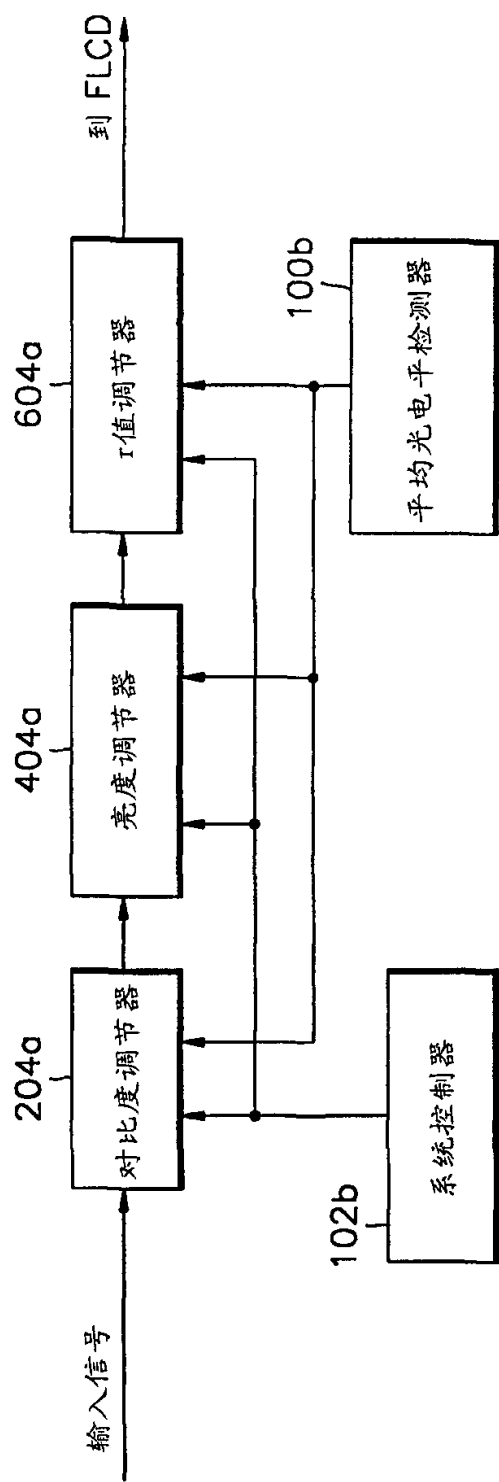 输入信号
204a
对比度调节器
404a
亮度调节器
604a
r值调节器
到 FLCD
102b
系统控制器
100b
平均光电平检测器